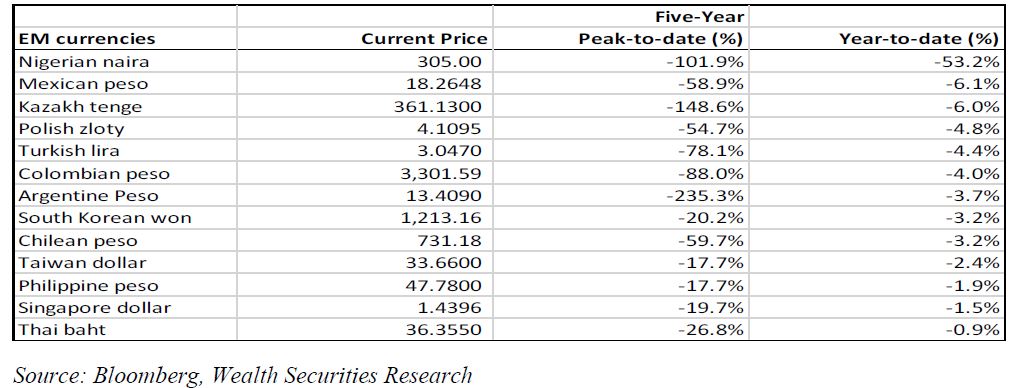 Five-Year
EM currencies Current Price Peak-to-date (%) Year-to-date (%)
Nigerian naira 305.00 -101.9% -53.2%
Mexican peso 18.2648 -58.9% -6.1%
Kazakh tenge 361.1300 -148.6% -6.0%
Polish zloty 4.1095 -54.7% -4.8%
Turkish lira 3.0470 -78.1% -4.4%
Colombian peso 3,301.59 -88.0% -4.0%
Argentine Peso 13.4090 -235.3% -3.7%
South Korean won 1,213.16 -20.2% -3.2%
Chilean peso 731.18 -59.7% -3.2%
Taiwan dollar 33.6600 -17.7% -2.4%
Philippine peso 47.7800 -17.7% -1.9%
Singapore dollar 1.4396 -19.7% -1.5%
Thai baht 36.3550 -26.8% -0.9%
Source: Bloomberg, Wealth Securities Research